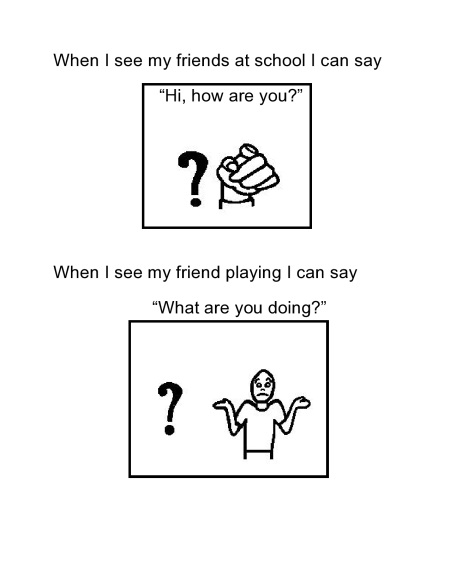 When I see my friends at school I can say
“Hi, how are you?”
?
When I see my friend playing I can say
“What are you doing?”
?